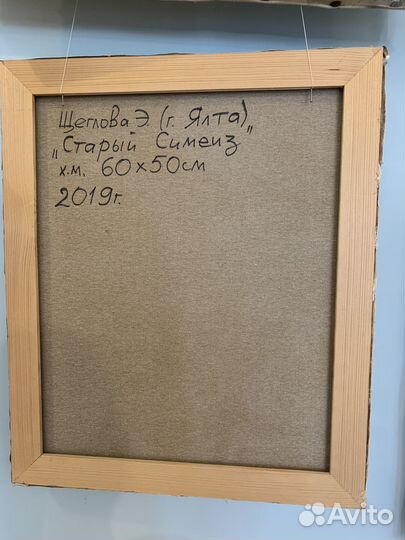 Щеглова Э. (г. Ялта)
„Старый Симеиз"
х.м. 60х50см
2019г.
Avito